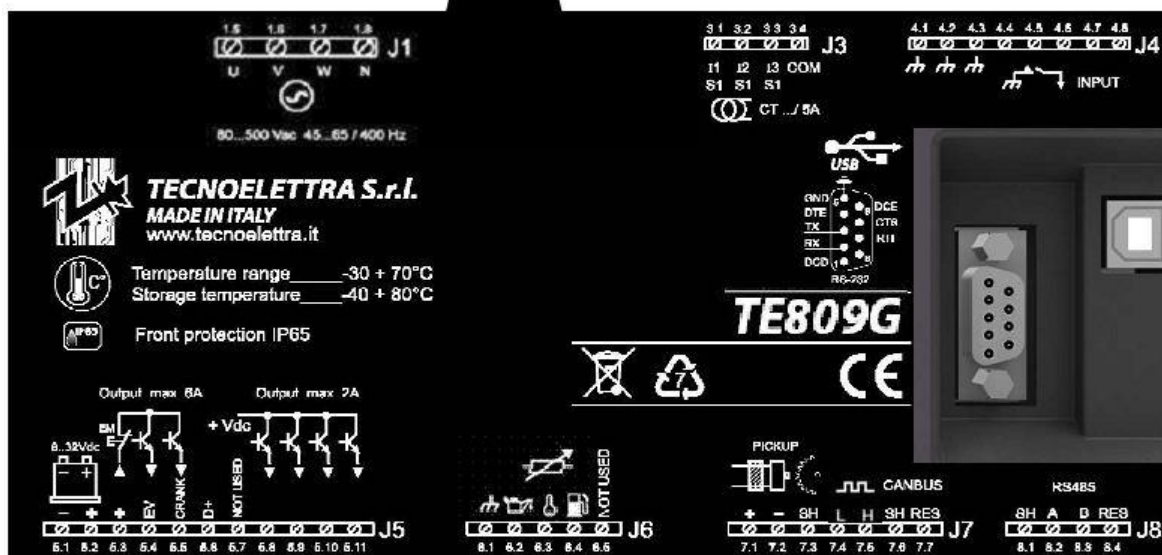 1.5 1.6 1.7 1.8
J1
U V W N
80...500 Vac 45...65 / 400 Hz
3.1 3.2 3.3 3.4
J3
I1 I2 I3 COM
S1 S1 S1
CT .../ 5A
4.1 4.2 4.3 4.4 4.5 4.6 4.7 4.8
J4
INPUT
TECNOELETTRA S.r.l.
MADE IN ITALY
www.tecnoelettra.it
C°
Temperature range_____-30 + 70°C
Storage temperature____-40 + 80°C
IP65
Front protection IP65
USB
GND 5
DTE
TX
RX
DCD 1
9 DCE
CTS
6
RS-232
TE809G
7
CE
Output max 6A
Output max 2A
EM
+ Vdc
8...32Vdc
- +
- + + EV CRANK D+ NOT USED
J5
5.1 5.2 5.3 5.4 5.5 5.6 5.7 5.8 5.9 5.10 5.11
NOT USED
J6
6.1 6.2 6.3 6.4 6.5
PICKUP
CANBUS
+ - SH L H SH RES
J7
7.1 7.2 7.3 7.4 7.5 7.6 7.7
RS485
SH A B RES
J8
8.1 8.2 8.3 8.4